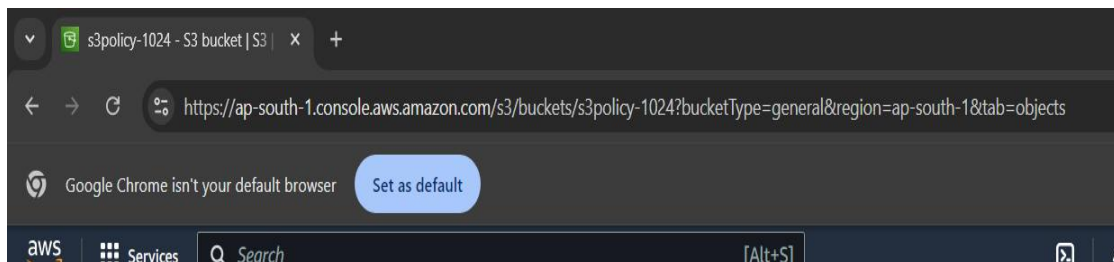 s3policy-1024 - S3 bucket | S3 |
https://ap-south-1.console.aws.amazon.com/s3/buckets/s3policy-1024?bucketType=general&region=ap-south-1&tab=objects
Google Chrome isn't your default browser Set as default
aws Services Search [Alt+S]